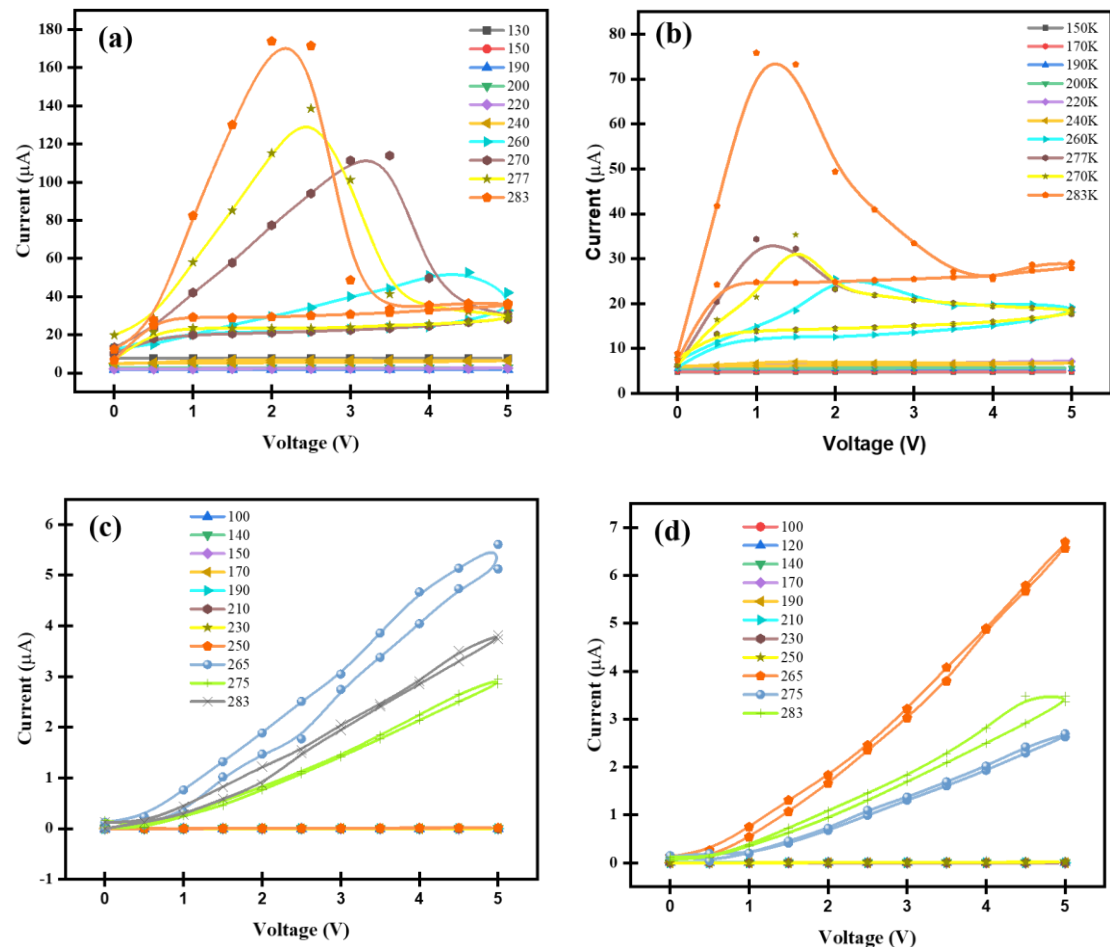 (a)
180
160
140
120
100
80
60
40
20
0
Current (μA)
0 1 2 3 4 5
Voltage (V)
130
150
190
200
220
240
260
270
277
283
(b)
80
70
60
50
40
30
20
10
0
Current (μA)
0 1 2 3 4 5
Voltage (V)
150K
170K
190K
200K
220K
240K
260K
277K
270K
283K
(c)
6
5
4
3
2
1
0
-1
Current (μA)
0 1 2 3 4 5
Voltage (V)
100
140
150
170
190
210
230
250
265
275
283
(d)
7
6
5
4
3
2
1
0
Current (μA)
0 1 2 3 4 5
Voltage (V)
100
120
140
170
190
210
230
250
265
275
283